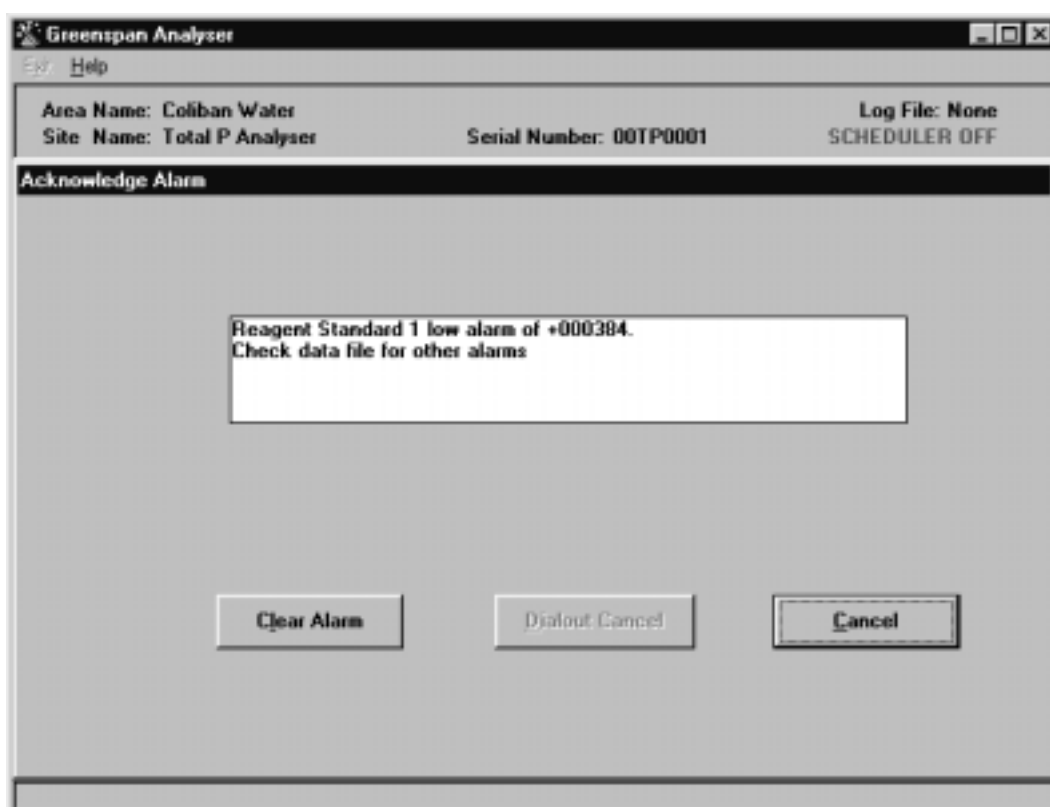 Greenspan Analyser
Exit Help
Area Name: Coliban Water
Log File: None
Site Name: Total P Analyser
Serial Number: 00TP0001
SCHEDULER OFF
Acknowledge Alarm
Reagent Standard 1 low alarm of +000384.
Check data file for other alarms
Clear Alarm
Dialout Cancel
Cancel